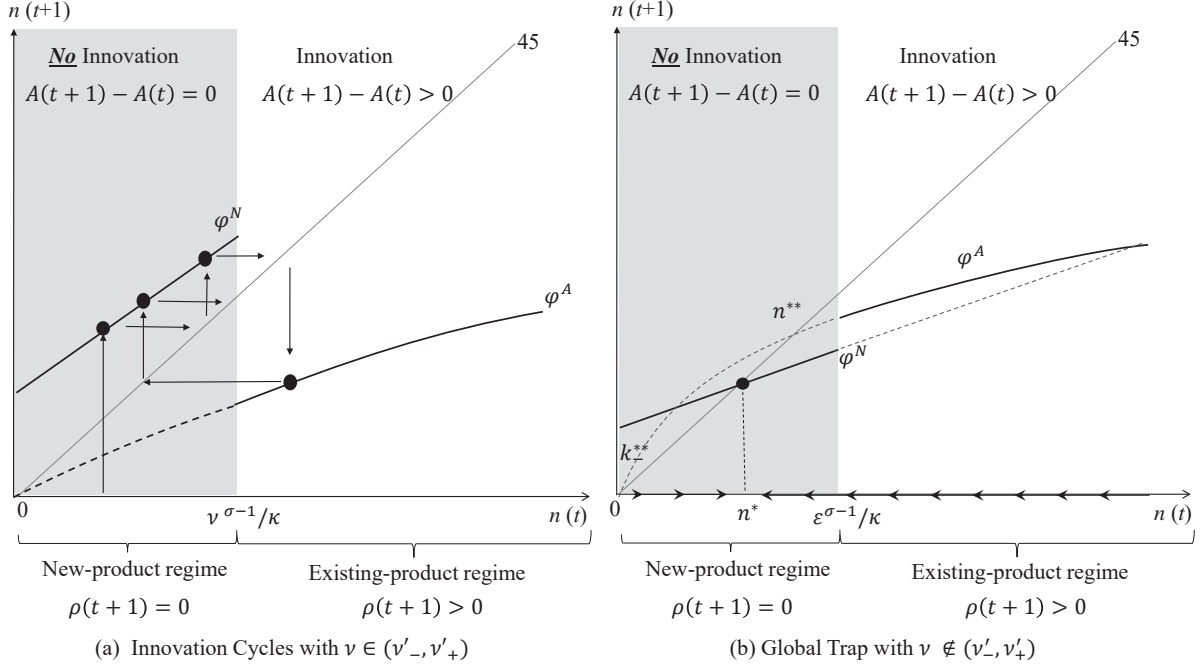 n (t+1)
45
No Innovation
Innovation
A(t + 1) − A(t) = 0
A(t + 1) − A(t) > 0
φ^N
φ^A
0
ν ^σ−1/κ
n (t)
New-product regime
Existing-product regime
ρ(t + 1) = 0
ρ(t + 1) > 0
(a) Innovation Cycles with ν ∈ (ν′₋, ν′₊)
n (t+1)
45
No Innovation
Innovation
A(t + 1) − A(t) = 0
A(t + 1) − A(t) > 0
φ^A
n^**
φ^N
k₋^**
0
n^*
ε^σ−1/κ
n (t)
New-product regime
Existing-product regime
ρ(t + 1) = 0
ρ(t + 1) > 0
(b) Global Trap with ν ∉ (ν′₋, ν′₊)